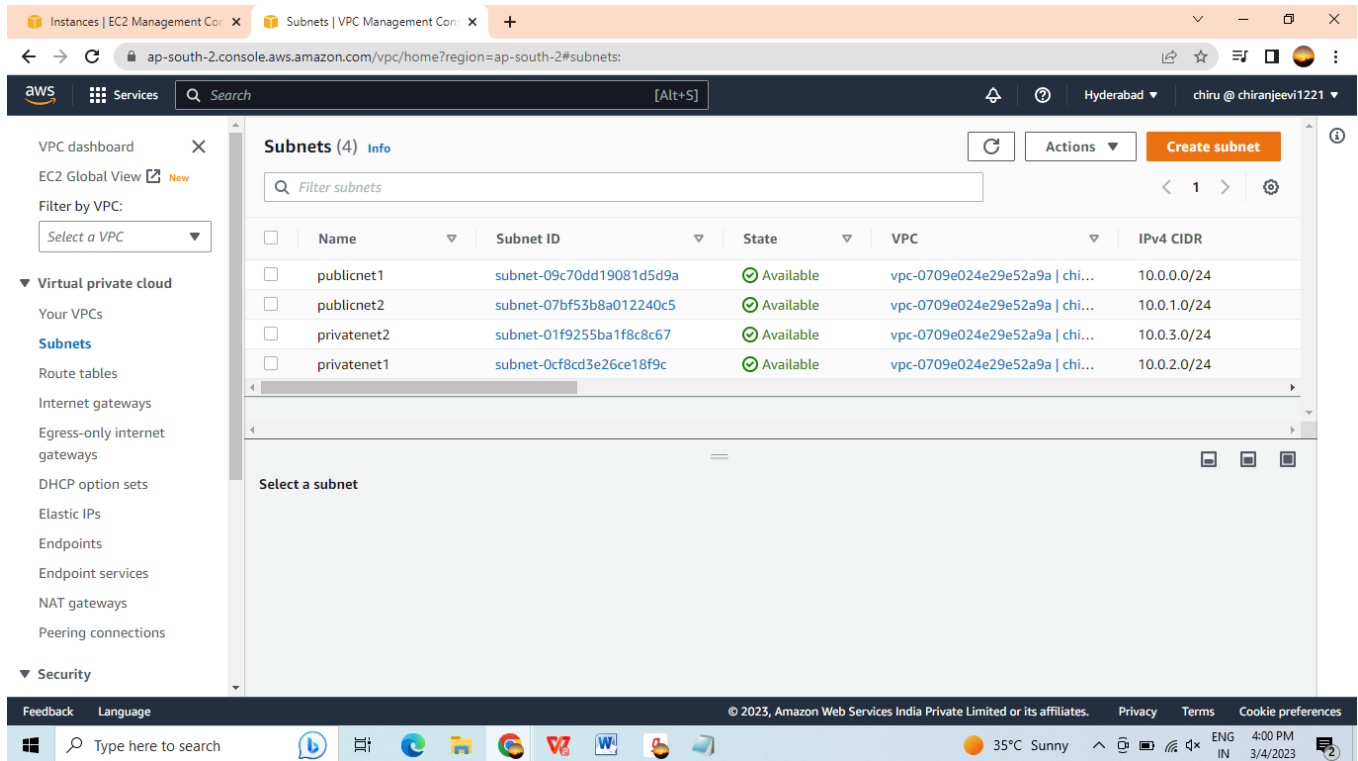 Instances | EC2 Management Con
Subnets | VPC Management Con
ap-south-2.console.aws.amazon.com/vpc/home?region=ap-south-2#subnets:
aws Services Search [Alt+S] Hyderabad chiru @ chiranjeevi1221
VPC dashboard
EC2 Global View New
Filter by VPC:
Select a VPC
Virtual private cloud
Your VPCs
Subnets
Route tables
Internet gateways
Egress-only internet
gateways
DHCP option sets
Elastic IPs
Endpoints
Endpoint services
NAT gateways
Peering connections
Security
Subnets (4) Info Actions Create subnet
Filter subnets 1
Name Subnet ID State VPC IPv4 CIDR
publicnet1 subnet-09c70dd19081d5d9a Available vpc-0709e024e29e52a9a | chi... 10.0.0.0/24
publicnet2 subnet-07bf53b8a012240c5 Available vpc-0709e024e29e52a9a | chi... 10.0.1.0/24
privatenet2 subnet-01f9255ba1f8c8c67 Available vpc-0709e024e29e52a9a | chi... 10.0.3.0/24
privatenet1 subnet-0cf8cd3e26ce18f9c Available vpc-0709e024e29e52a9a | chi... 10.0.2.0/24
Select a subnet
Feedback Language © 2023, Amazon Web Services India Private Limited or its affiliates. Privacy Terms Cookie preferences
Type here to search 35°C Sunny ENG 4:00 PM
IN 3/4/2023 2